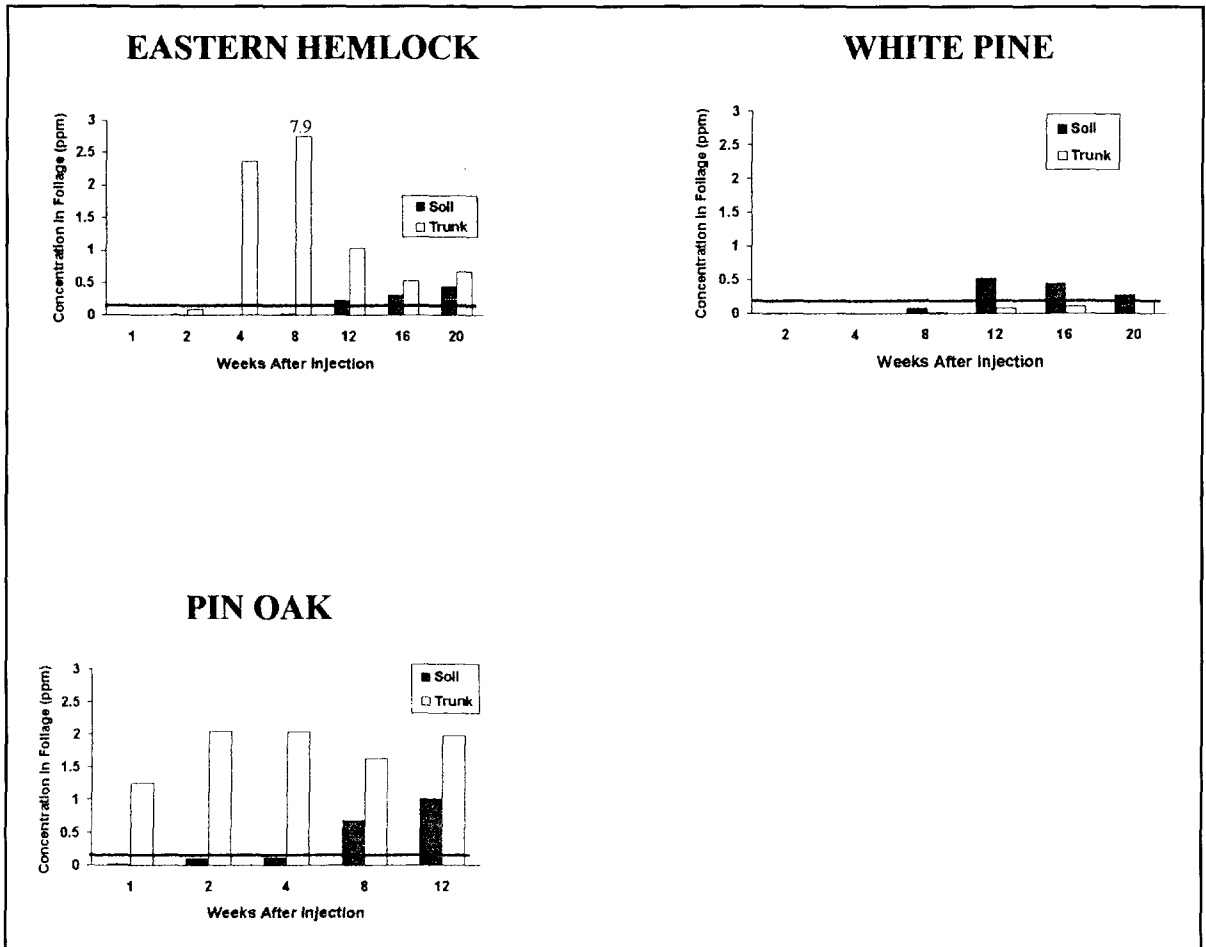 EASTERN HEMLOCK
Concentration In Foliage (ppm)
3
2.5
2
1.5
1
0.5
0
7.9
Soil
Trunk
1 2 4 8 12 16 20
Weeks After Injection
WHITE PINE
Concentration In Foliage (ppm)
3
2.5
2
1.5
1
0.5
0
Soil
Trunk
2 4 8 12 16 20
Weeks After Injection
PIN OAK
Concentration In Foliage (ppm)
3
2.5
2
1.5
1
0.5
0
Soil
Trunk
1 2 4 8 12
Weeks After Injection